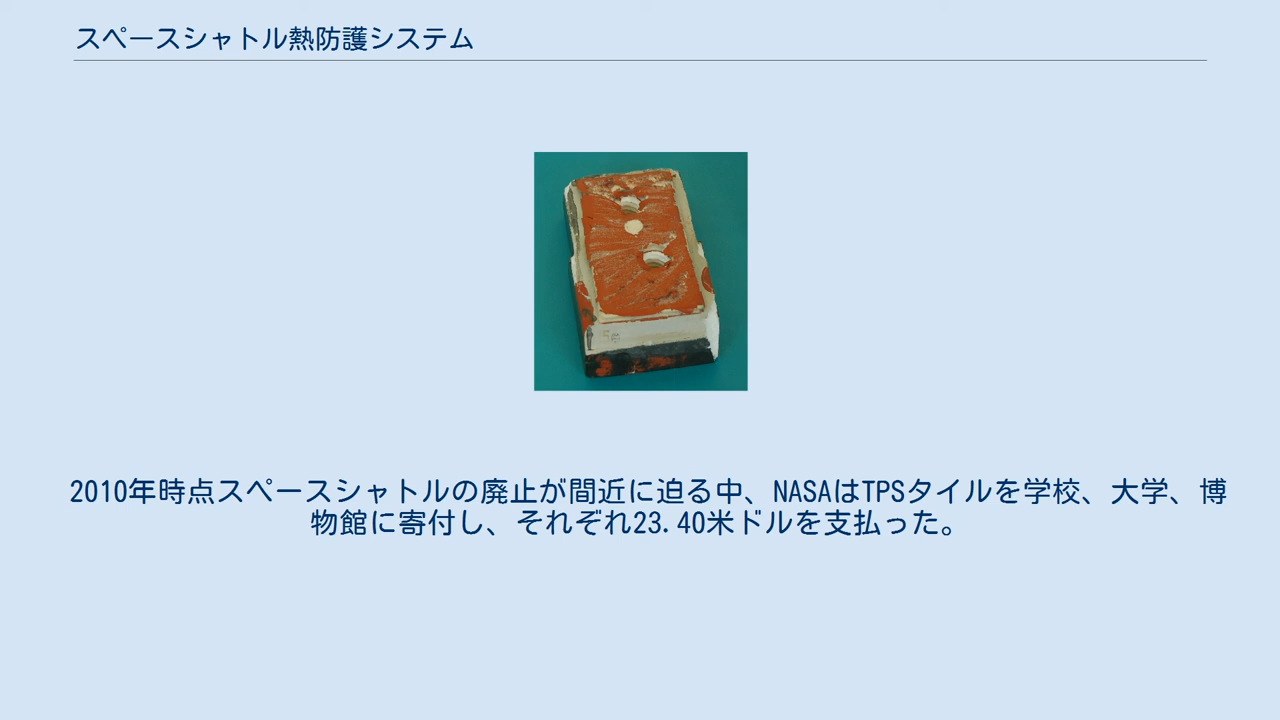 スペースシャトル熱防護システム
2010年時点スペースシャトルの廃止が間近に迫る中、NASAはTPSタイルを学校、大学、博
物館に寄付し、それぞれ23.40米ドルを支払った。